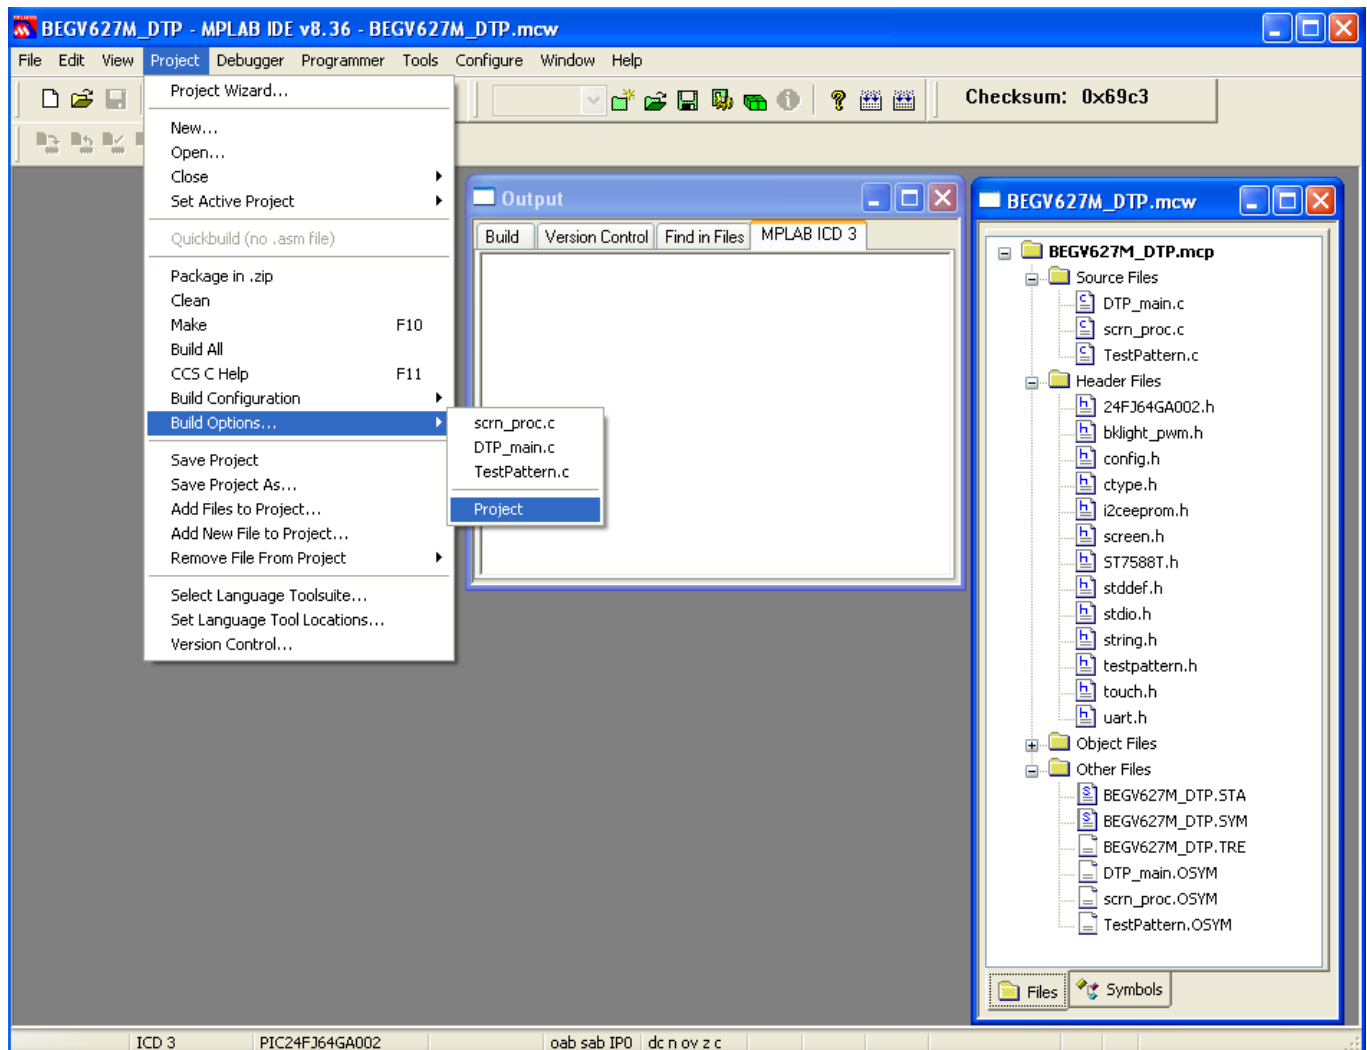 BEGV627M_DTP - MPLAB IDE v8.36 - BEGV627M_DTP.mcw
File Edit View Project Debugger Programmer Tools Configure Window Help
Checksum: 0x69c3
Project Wizard...
New...
Open...
Close
Set Active Project
Quickbuild (no .asm file)
Package in .zip
Clean
Make F10
Build All
CCS C Help F11
Build Configuration
Build Options...
Save Project
Save Project As...
Add Files to Project...
Add New File to Project...
Remove File From Project
Select Language Toolsuite...
Set Language Tool Locations...
Version Control...
scrn_proc.c
DTP_main.c
TestPattern.c
Project
Output
Build Version Control Find in Files MPLAB ICD 3
BEGV627M_DTP.mcw
BEGV627M_DTP.mcp
Source Files
DTP_main.c
scrn_proc.c
TestPattern.c
Header Files
24FJ64GA002.h
bklight_pwm.h
config.h
ctype.h
i2ceeprom.h
screen.h
ST7588T.h
stddef.h
stdio.h
string.h
testpattern.h
touch.h
uart.h
Object Files
Other Files
BEGV627M_DTP.STA
BEGV627M_DTP.SYM
BEGV627M_DTP.TRE
DTP_main.OSYM
scrn_proc.OSYM
TestPattern.OSYM
Files Symbols
ICD 3 PIC24FJ64GA002 oab sab IP0 dc n ov z c